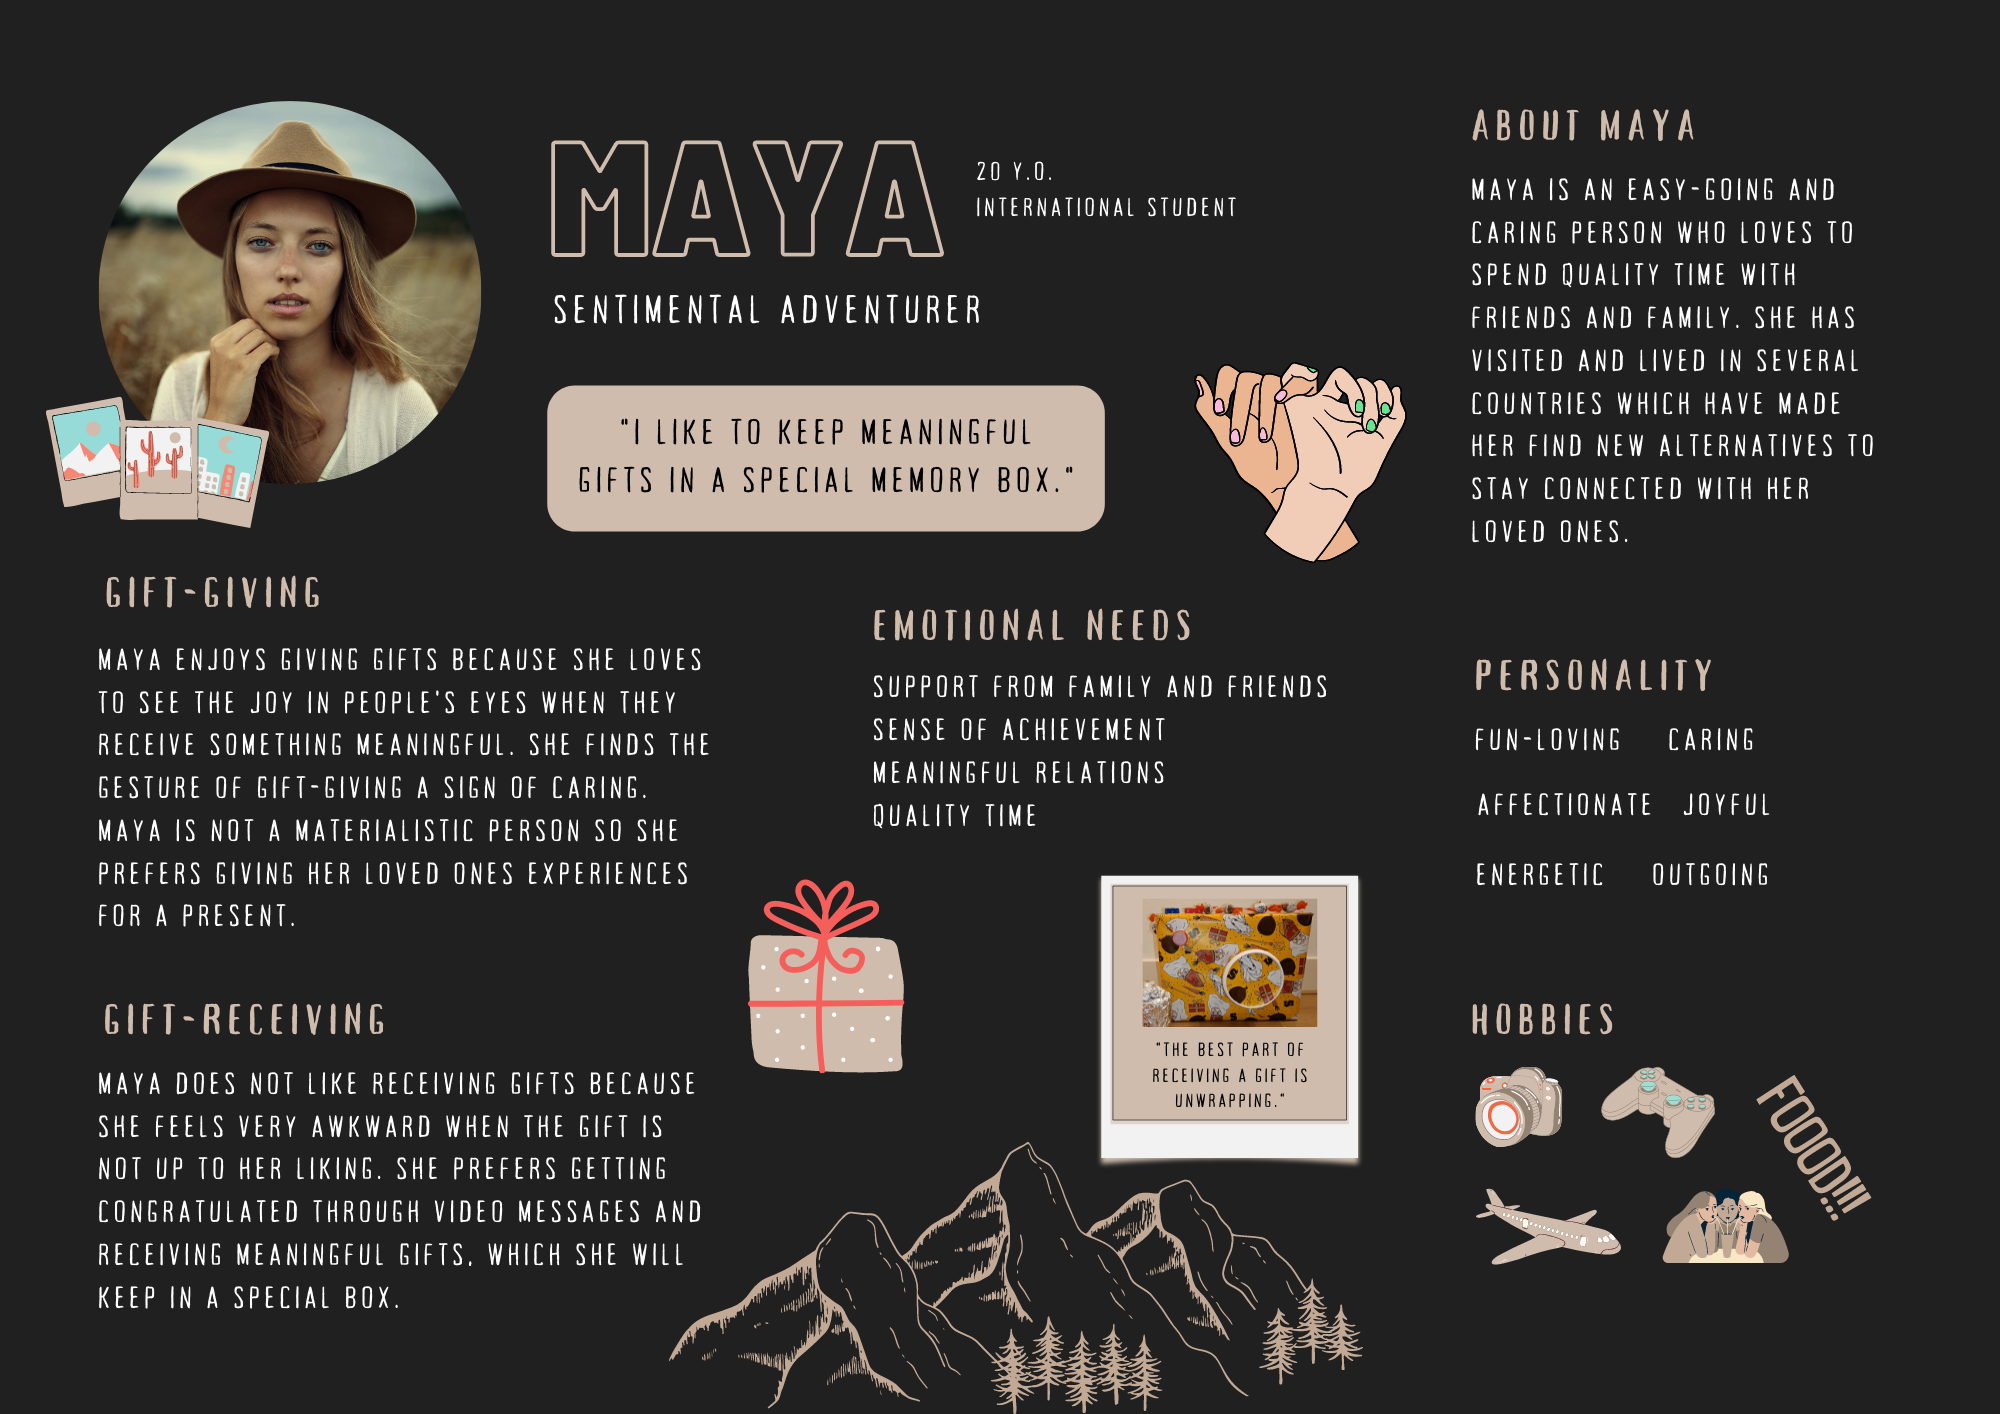 MAYA
20 Y.O.
INTERNATIONAL STUDENT
SENTIMENTAL ADVENTURER
"I LIKE TO KEEP MEANINGFUL
GIFTS IN A SPECIAL MEMORY BOX."
ABOUT MAYA
MAYA IS AN EASY-GOING AND
CARING PERSON WHO LOVES TO
SPEND QUALITY TIME WITH
FRIENDS AND FAMILY. SHE HAS
VISITED AND LIVED IN SEVERAL
COUNTRIES WHICH HAVE MADE
HER FIND NEW ALTERNATIVES TO
STAY CONNECTED WITH HER
LOVED ONES.
GIFT-GIVING
MAYA ENJOYS GIVING GIFTS BECAUSE SHE LOVES
TO SEE THE JOY IN PEOPLE'S EYES WHEN THEY
RECEIVE SOMETHING MEANINGFUL. SHE FINDS THE
GESTURE OF GIFT-GIVING A SIGN OF CARING.
MAYA IS NOT A MATERIALISTIC PERSON SO SHE
PREFERS GIVING HER LOVED ONES EXPERIENCES
FOR A PRESENT.
EMOTIONAL NEEDS
SUPPORT FROM FAMILY AND FRIENDS
SENSE OF ACHIEVEMENT
MEANINGFUL RELATIONS
QUALITY TIME
PERSONALITY
FUN-LOVING CARING
AFFECTIONATE JOYFUL
ENERGETIC OUTGOING
GIFT-RECEIVING
MAYA DOES NOT LIKE RECEIVING GIFTS BECAUSE
SHE FEELS VERY AWKWARD WHEN THE GIFT IS
NOT UP TO HER LIKING. SHE PREFERS GETTING
CONGRATULATED THROUGH VIDEO MESSAGES AND
RECEIVING MEANINGFUL GIFTS, WHICH SHE WILL
KEEP IN A SPECIAL BOX.
"THE BEST PART OF
RECEIVING A GIFT IS
UNWRAPPING."
HOBBIES
FOOOD!!!!